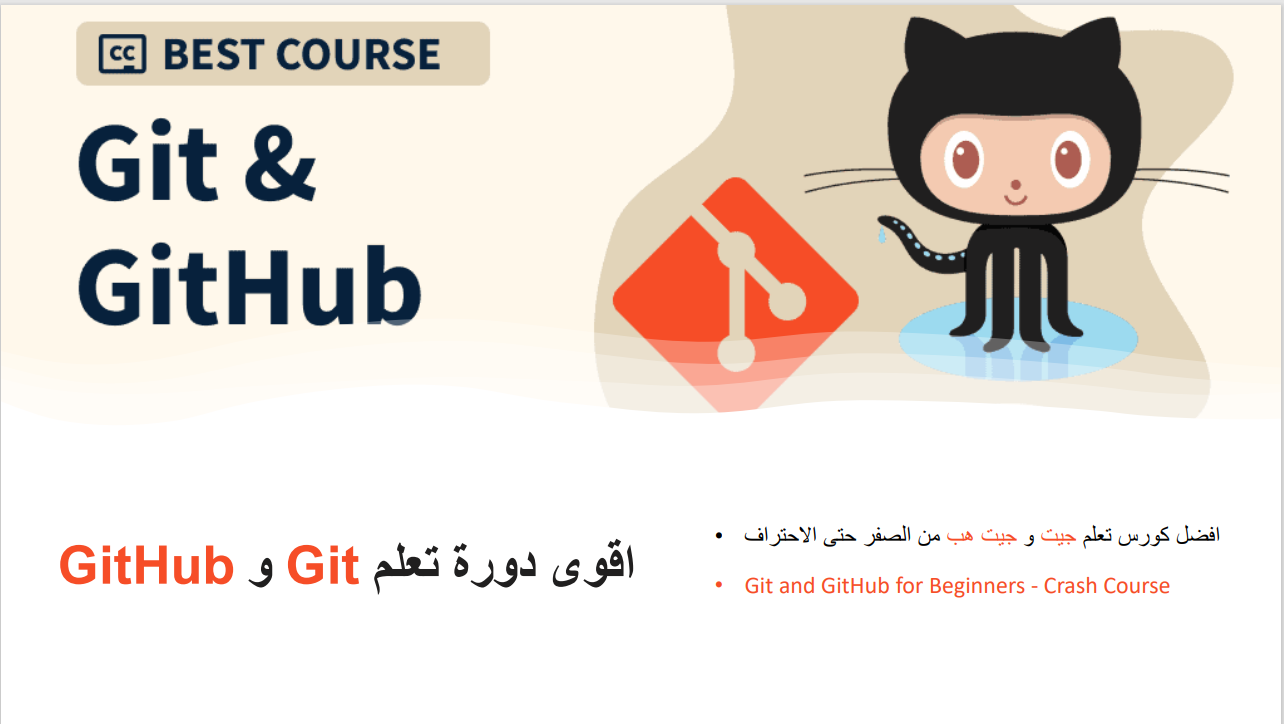 CC BEST COURSE
Git &
GitHub
اقوى دورة تعلم Git و GitHub
• افضل كورس تعلم جيت و جيت هب من الصفر حتى الاحتراف
• Git and GitHub for Beginners - Crash Course